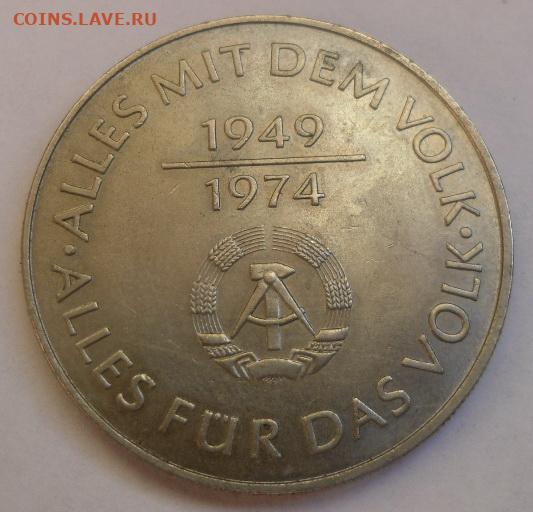 COINS.LAVE.RU
· ALLES MIT DEM VOLK ·
1949
1974
ALLES FÜR DAS VOLK